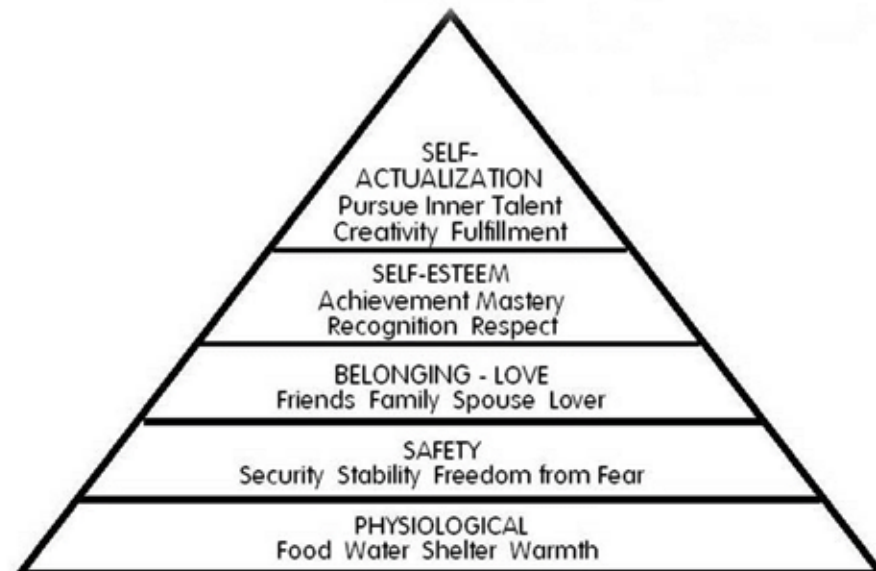 SELF-
ACTUALIZATION
Pursue Inner Talent
Creativity Fulfillment
SELF-ESTEEM
Achievement Mastery
Recognition Respect
BELONGING - LOVE
Friends Family Spouse Lover
SAFETY
Security Stability Freedom from Fear
PHYSIOLOGICAL
Food Water Shelter Warmth